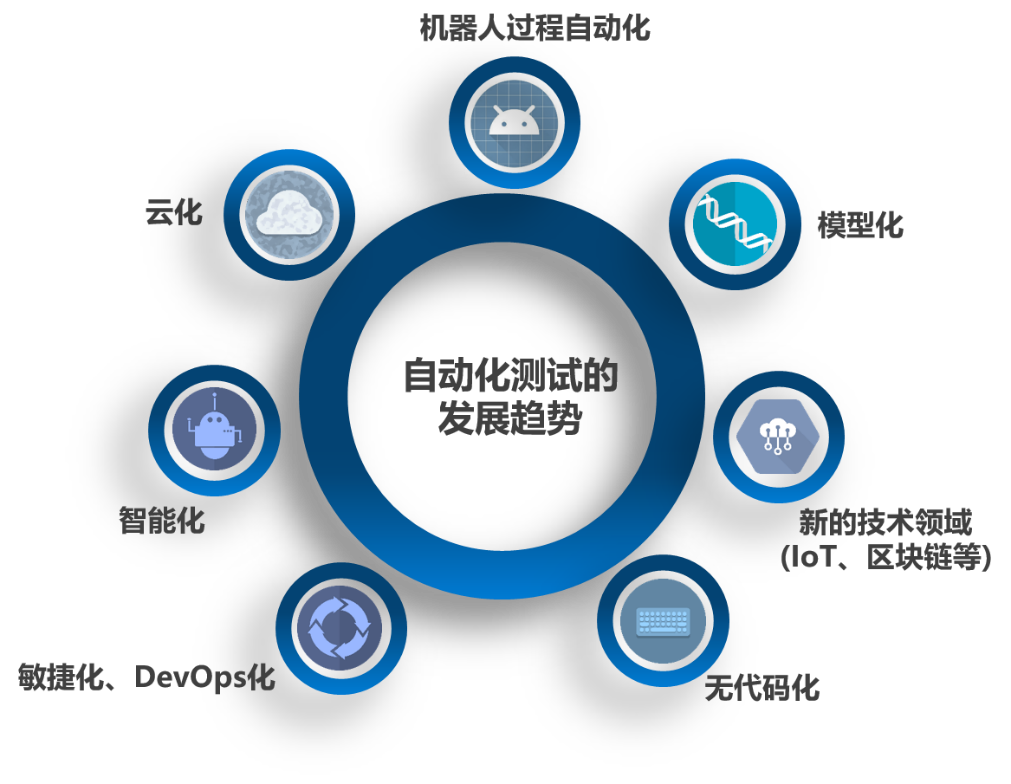 机器人过程自动化
云化
模型化
自动化测试的
发展趋势
智能化
新的技术领域
(IoT、区块链等)
敏捷化、DevOps化
无代码化